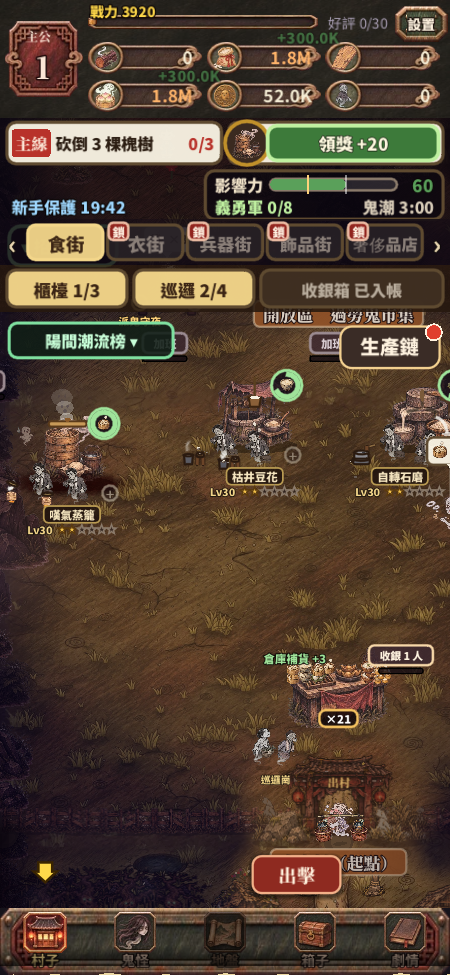 戰力.3920
主公
1
好評 0/30
設置
+300.0K
0
1.8M
0
+300.0K
1.8M
52.0K
0
主線 砍倒 3 棵槐樹 0/3
領獎 +20
影響力 60
新手保護 19:42
義勇軍 0/8
鬼潮 3:00
食街
鎖
衣街
鎖
兵器街
鎖
飾品街
鎖
奢侈品店
櫃檯 1/3
巡邏 2/4
收銀箱 已入帳
陽間潮流榜 ▾
生產鏈
枯井豆花
Lv30
自轉石磨
Lv30
嘆氣蒸籠
Lv30
倉庫補貨 +3
收銀 1 人
×21
巡邏崗
出村
出擊
(起點)
村子
鬼怪
箱子
劇情